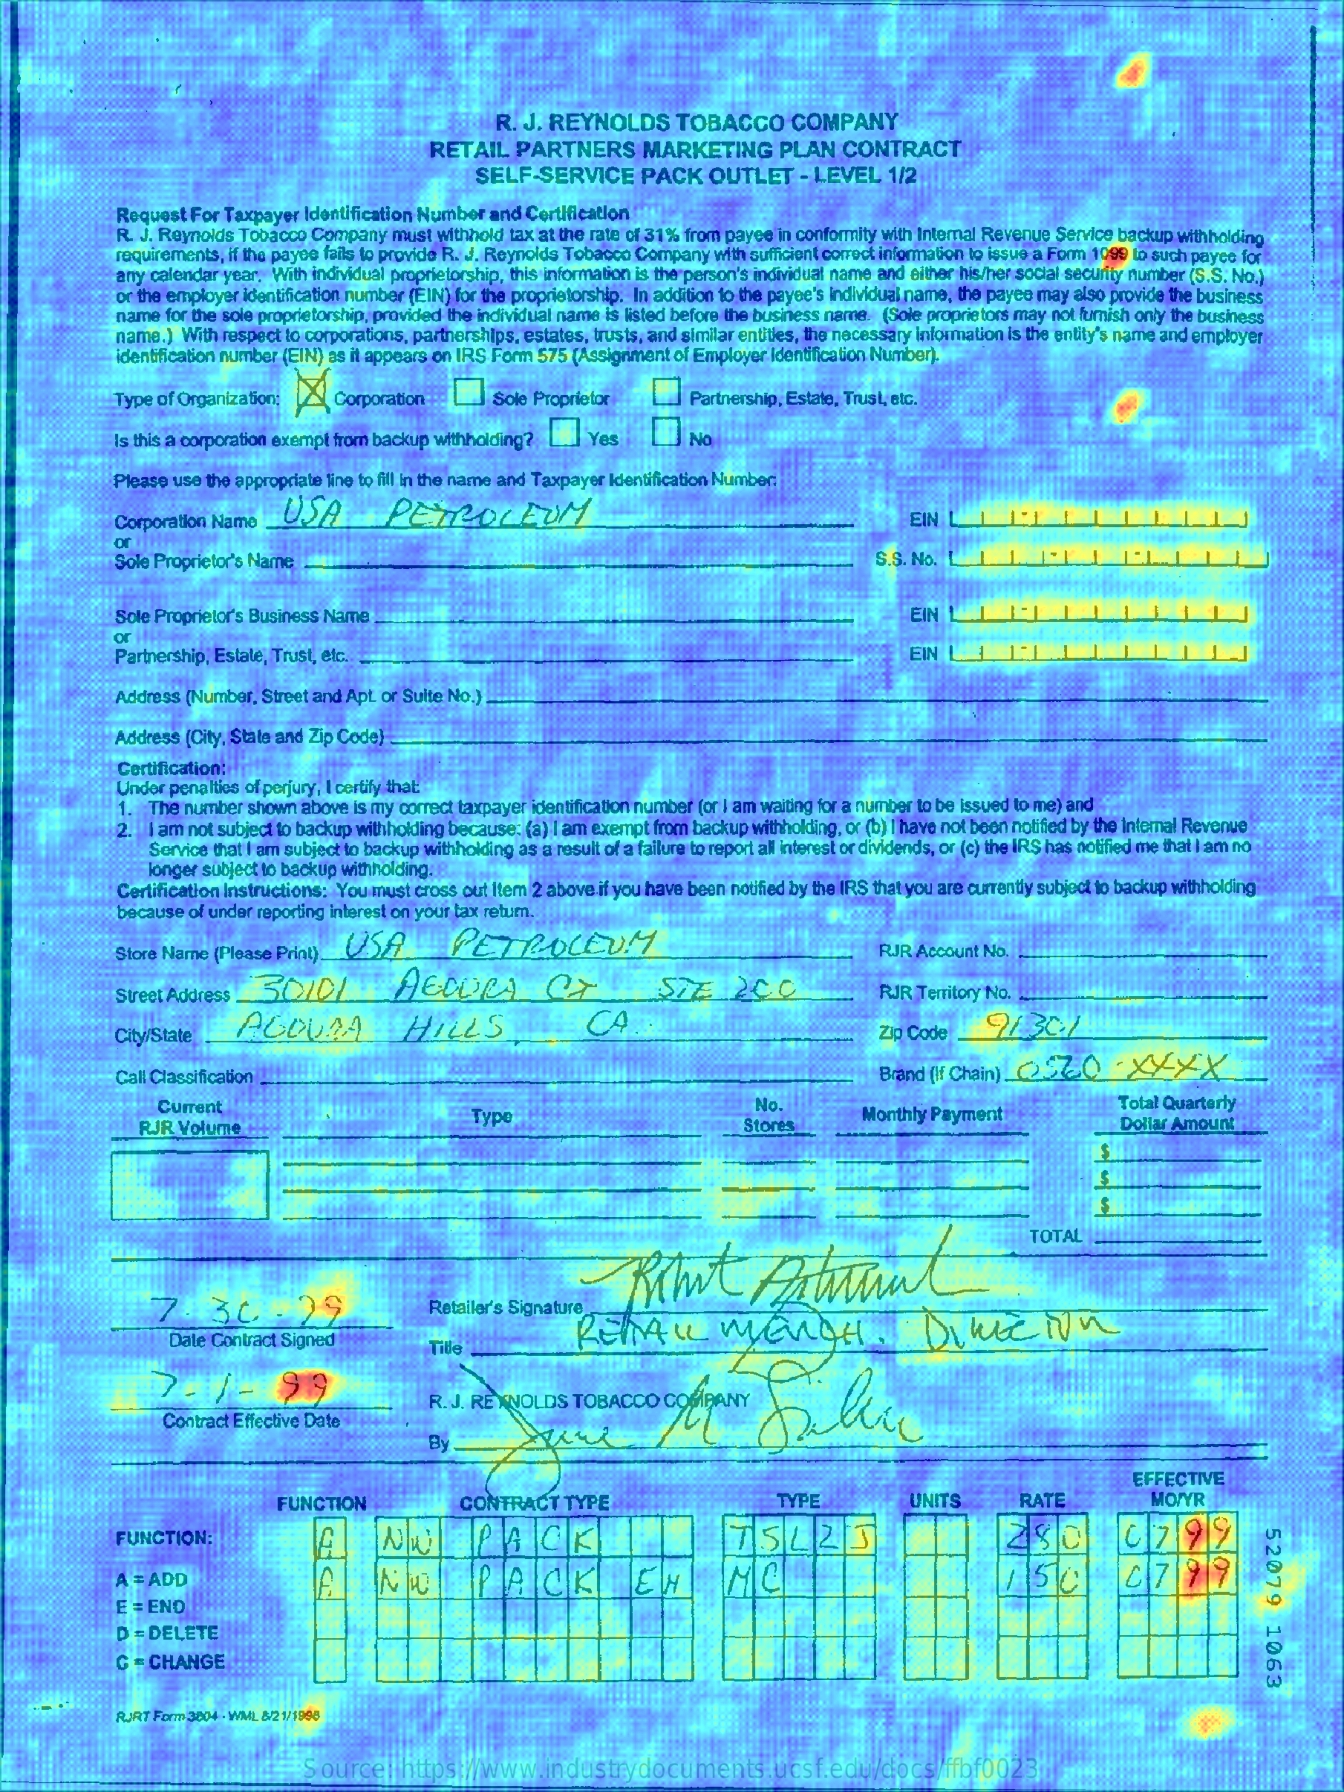 R. J. REYNOLDS TOBACCO COMPANY
RETAIL PARTNERS MARKETING PLAN CONTRACT
SELF-SERVICE PACK OUTLET - LEVEL 1/2
Request For Taxpayer Identification Number and Certification
R. J. Reynolds Tobacco Company must withhold tax at the rate of 31% from payee in conformity with Internal Revenue Service backup withholding
requirements, if the payee fails to provide R. J. Reynolds Tobacco Company with sufficient correct information to issue a Form 1099 to such payee for
any calendar year. With individual proprietorship, this information is the person's individual name and either his/her social security number (S.S. No.)
or the employer identification number (EIN) for the proprietorship. In addition to the payee's individual name, the payee may also provide the business
name for the sole proprietorship, provided the individual name is listed before the business name. (Sole proprietors may not furnish only the business
name.) With respect to corporations, partnerships, estates, trusts, and similar entities, the necessary information is the entity's name and employer
identification number (EIN) as it appears on IRS Form 575 (Assignment of Employer Identification Number).
Type of Organization: X Corporation Sole Proprietor Partnership, Estate, Trust, etc.
Is this a corporation exempt from backup withholding? Yes No
Please use the appropriate line to fill in the name and Taxpayer Identification Number:
Corporation Name USA PETROLEUM EIN
or
Sole Proprietor's Name S.S. No.
Sole Proprietor's Business Name EIN
or
Partnership, Estate, Trust, etc. EIN
Address (Number, Street and Apt. or Suite No.)
Address (City, State and Zip Code)
Certification:
Under penalties of perjury, I certify that:
1. The number shown above is my correct taxpayer identification number (or I am waiting for a number to be issued to me) and
2. I am not subject to backup withholding because: (a) I am exempt from backup withholding, or (b) I have not been notified by the Internal Revenue
Service that I am subject to backup withholding as a result of a failure to report all interest or dividends, or (c) the IRS has notified me that I am no
longer subject to backup withholding.
Certification Instructions: You must cross out Item 2 above if you have been notified by the IRS that you are currently subject to backup withholding
because of under reporting interest on your tax return.
Store Name (Please Print) USA PETROLEUM RJR Account No.
Street Address 30101 AGOURA CT STE 200 RJR Territory No.
City/State AGOURA HILLS, CA. Zip Code 91301
Call Classification Brand (If Chain) 0520-XXXX
Current RJR Volume Type No. Stores Monthly Payment Total Quarterly Dollar Amount
$
$
$
TOTAL
7-30-99 Retailer's Signature
Date Contract Signed Title RETAIL MERCH. DIRECTOR
7-1-99 R. J. REYNOLDS TOBACCO COMPANY
Contract Effective Date By
FUNCTION CONTRACT TYPE TYPE UNITS RATE EFFECTIVE MO/YR
FUNCTION: A NW PACK TSL2J 280 0799
A = ADD A NW PACK EH MC 150 0799
E = END
D = DELETE
C = CHANGE
52079 1063
RJRT Form 3804 - WML 8/21/1998
Source: https://www.industrydocuments.ucsf.edu/docs/ffbf0023